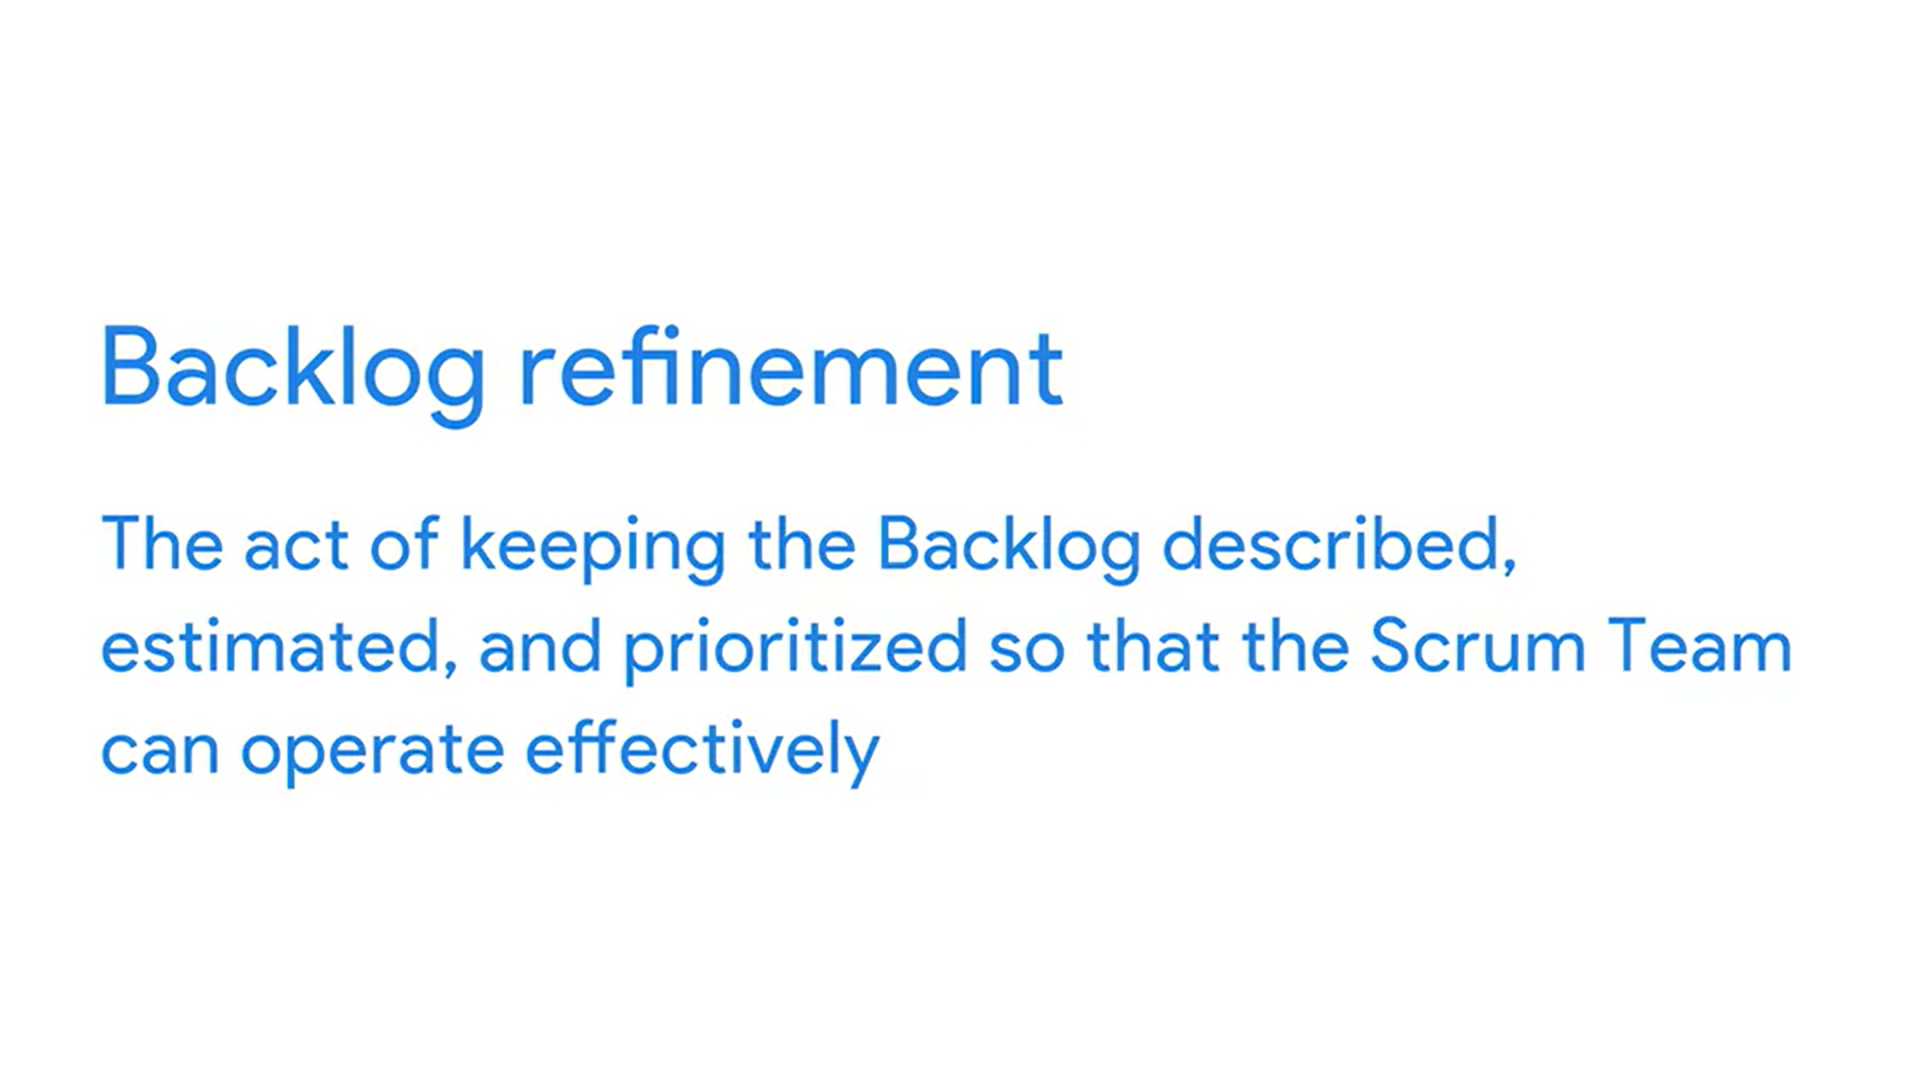 Backlog refinement
The act of keeping the Backlog described,
estimated, and prioritized so that the Scrum Team
can operate effectively